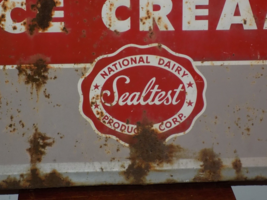 CE CREA
NATIONAL DAIRY
Sealtest
PRODUCTS CORP.